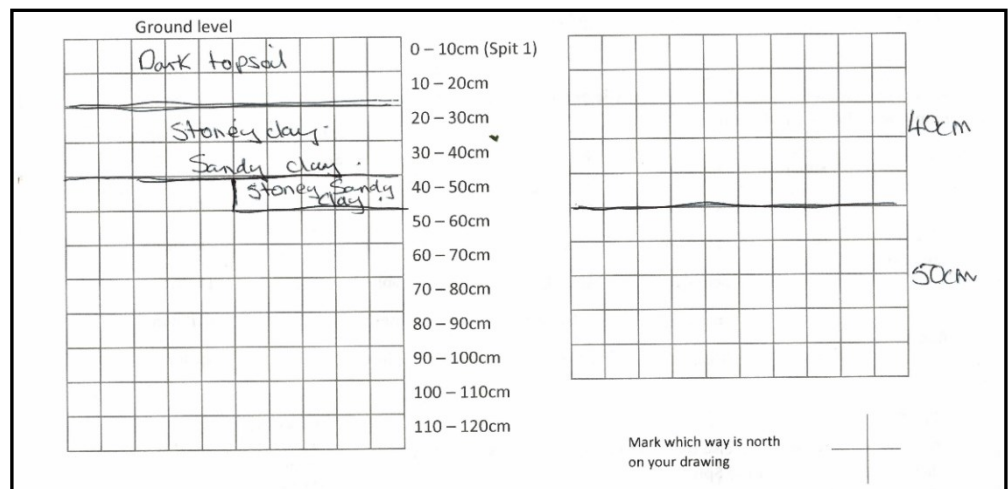 Ground level
Dark topsoil
Stoney clay.
Sandy clay.
Stoney Sandy
clay.
0 – 10cm (Spit 1)
10 – 20cm
20 – 30cm
30 – 40cm
40 – 50cm
50 – 60cm
60 – 70cm
70 – 80cm
80 – 90cm
90 – 100cm
100 – 110cm
110 – 120cm
40cm
50cm
Mark which way is north
on your drawing